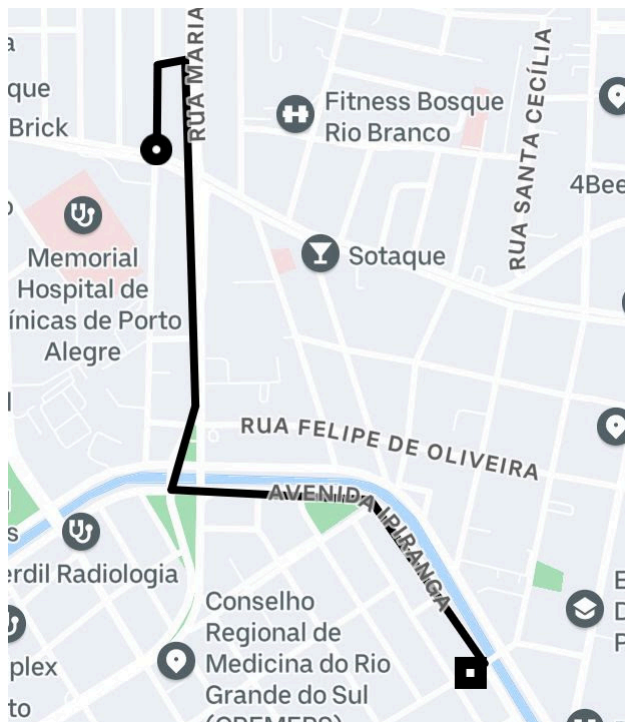 RUA MARIA
que
Brick
Fitness Bosque
Rio Branco
RUA SANTA CECÍLIA
4Bee
Memorial
Hospital de
ínicas de Porto
Alegre
Sotaque
RUA FELIPE DE OLIVEIRA
AVENIDA IPIRANGA
s
erdil Radiologia
Conselho
Regional de
Medicina do Rio
Grande do Sul
(CREMERS)
plex
to
E
D
P